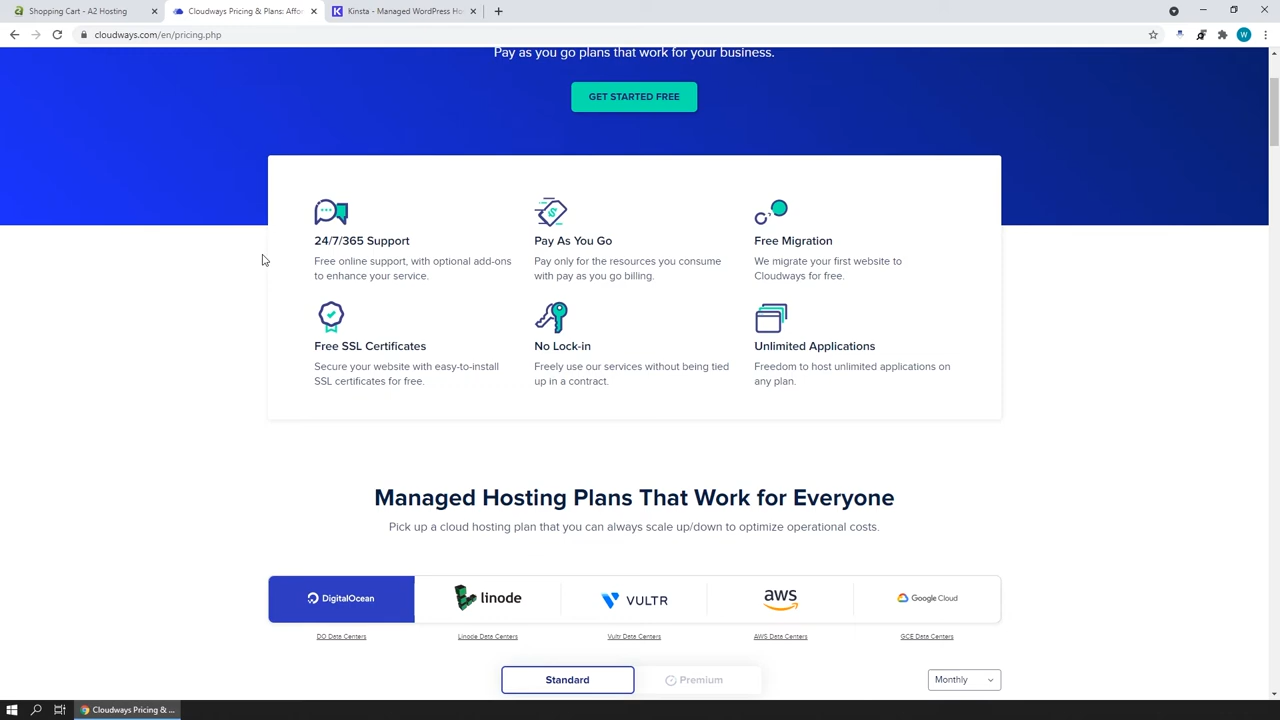 Shopping Cart - A2 Hosting
Cloudways Pricing & Plans: Affor
Kinsta - Managed WordPress Ho
cloudways.com/en/pricing.php
W
Pay as you go plans that work for your business.
GET STARTED FREE
24/7/365 Support
Free online support, with optional add-ons
to enhance your service.
Pay As You Go
Pay only for the resources you consume
with pay as you go billing.
Free Migration
We migrate your first website to
Cloudways for free.
Free SSL Certificates
Secure your website with easy-to-install
SSL certificates for free.
No Lock-in
Freely use our services without being tied
up in a contract.
Unlimited Applications
Freedom to host unlimited applications on
any plan.
Managed Hosting Plans That Work for Everyone
Pick up a cloud hosting plan that you can always scale up/down to optimize operational costs.
DigitalOcean
linode
VULTR
aws
Google Cloud
DO Data Centers
Linode Data Centers
Vultr Data Centers
AWS Data Centers
GCE Data Centers
Standard
Premium
Monthly
Cloudways Pricing & ...